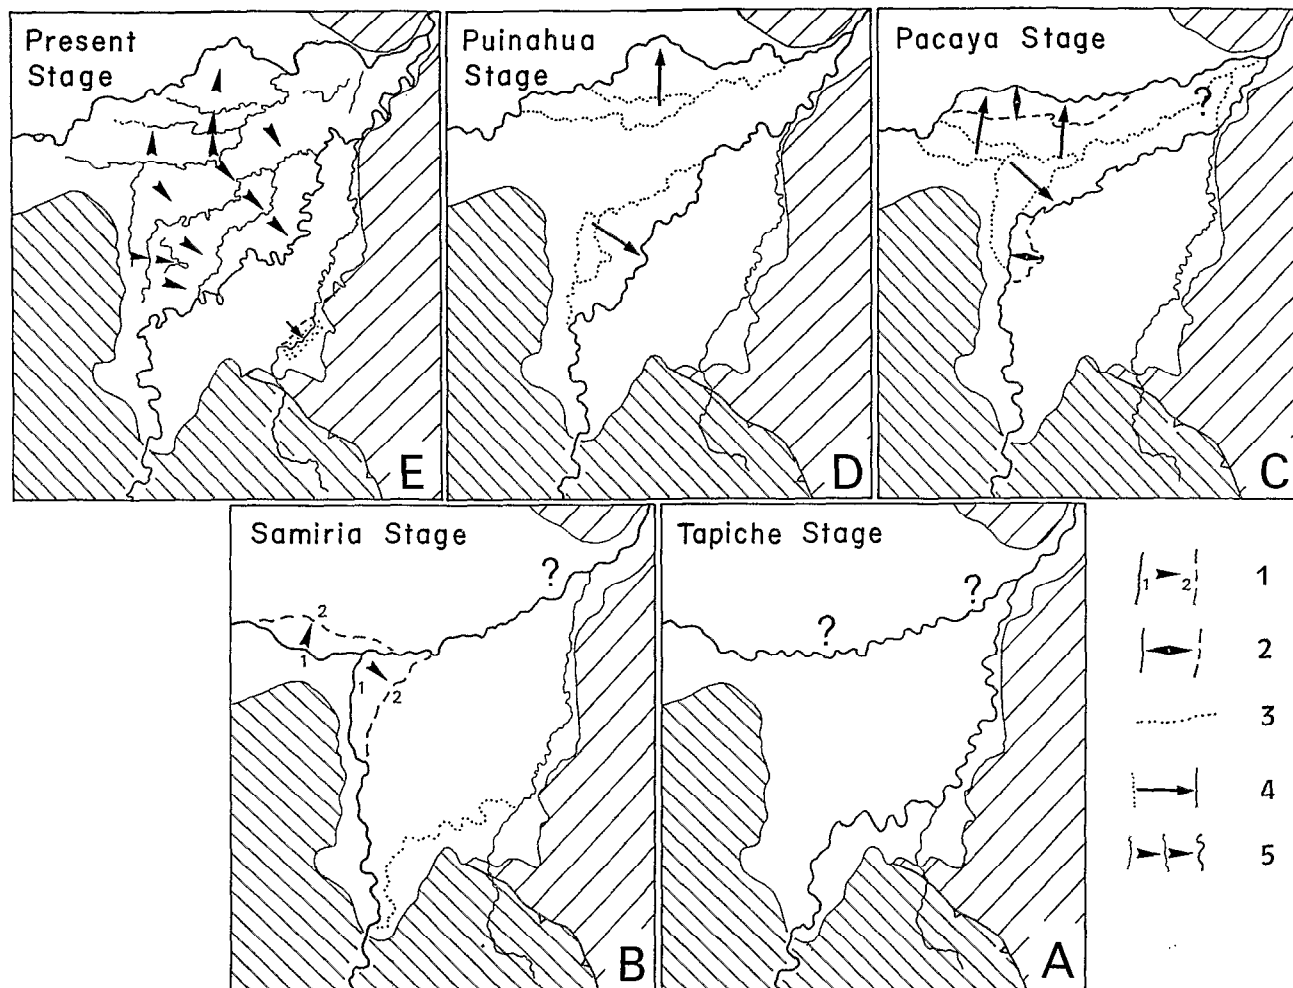 Present
Stage
E
Puinahua
Stage
D
Pacaya Stage
?
C
Samiria Stage
?
2
1
1
2
B
Tapiche Stage
?
?
A
1 2 1
2
3
4
5